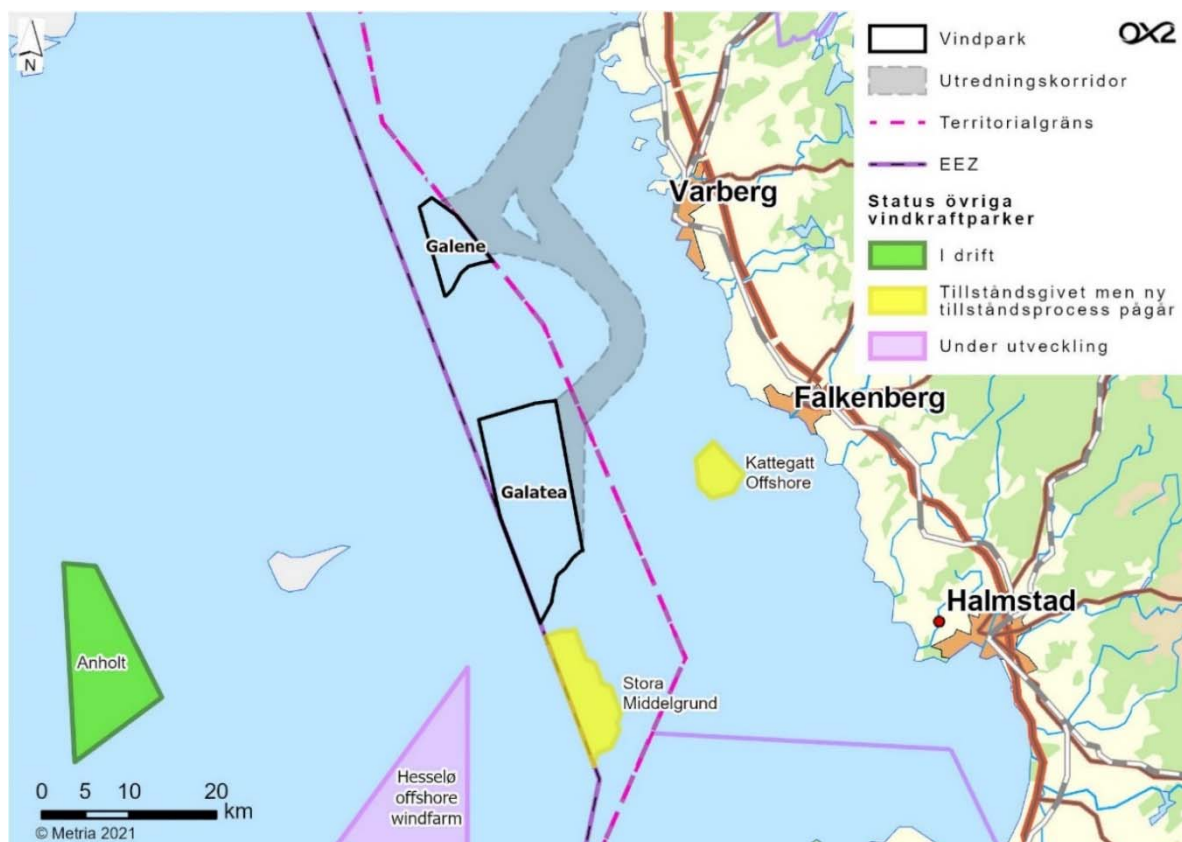 N
Vindpark
OX2
Utredningskorridor
Territorialgräns
EEZ
Status övriga
vindkraftparker
I drift
Tillståndsgivet men ny
tillståndsprocess pågår
Under utveckling
Varberg
Galene
Falkenberg
Kattegatt
Offshore
Galatea
Halmstad
Anholt
Stora
Middelgrund
Hesselø
offshore
windfarm
0 5 10 20
km
© Metria 2021